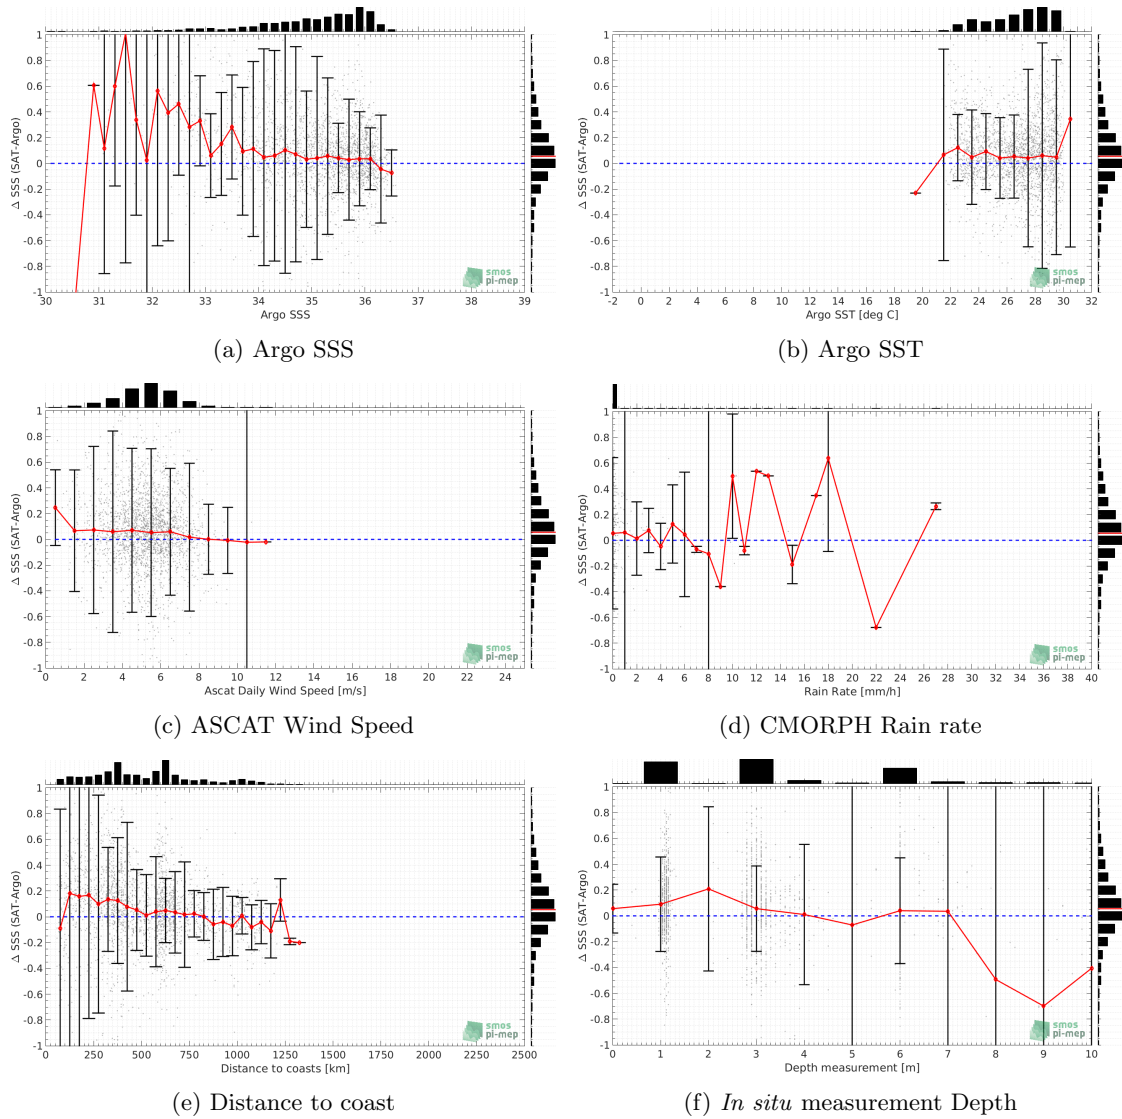 Δ SSS (SAT-Argo)
1
0.8
0.6
0.4
0.2
0
-0.2
-0.4
-0.6
-0.8
-1
30 31 32 33 34 35 36 37 38 39
Argo SSS
smos
pi-mep
(a) Argo SSS
Δ SSS (SAT-Argo)
1
0.8
0.6
0.4
0.2
0
-0.2
-0.4
-0.6
-0.8
-1
-2 0 2 4 6 8 10 12 14 16 18 20 22 24 26 28 30 32
Argo SST [deg C]
smos
pi-mep
(b) Argo SST
Δ SSS (SAT-Argo)
1
0.8
0.6
0.4
0.2
0
-0.2
-0.4
-0.6
-0.8
-1
0 2 4 6 8 10 12 14 16 18 20 22 24
Ascat Daily Wind Speed [m/s]
smos
pi-mep
(c) ASCAT Wind Speed
Δ SSS (SAT-Argo)
1
0.8
0.6
0.4
0.2
0
-0.2
-0.4
-0.6
-0.8
-1
0 2 4 6 8 10 12 14 16 18 20 22 24 26 28 30 32 34 36 38 40
Rain Rate [mm/h]
smos
pi-mep
(d) CMORPH Rain rate
Δ SSS (SAT-Argo)
1
0.8
0.6
0.4
0.2
0
-0.2
-0.4
-0.6
-0.8
-1
0 250 500 750 1000 1250 1500 1750 2000 2250 2500
Distance to coasts [km]
smos
pi-mep
(e) Distance to coast
Δ SSS (SAT-Argo)
1
0.8
0.6
0.4
0.2
0
-0.2
-0.4
-0.6
-0.8
-1
0 1 2 3 4 5 6 7 8 9 10
Depth measurement [m]
smos
pi-mep
(f) In situ measurement Depth